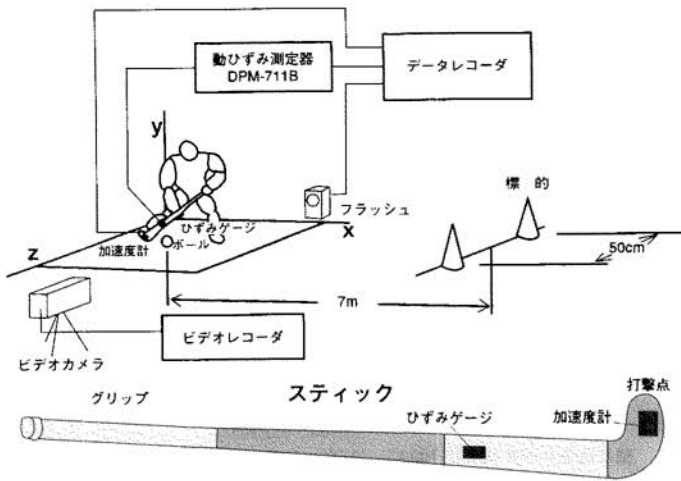 動ひずみ測定器
DPM-711B
データレコーダ
y
標 的
フラッシュ
ひずみゲージ
x
z
加速度計
ボール
50cm
7m
ビデオレコーダ
ビデオカメラ
グリップ
スティック
打撃点
ひずみゲージ
加速度計